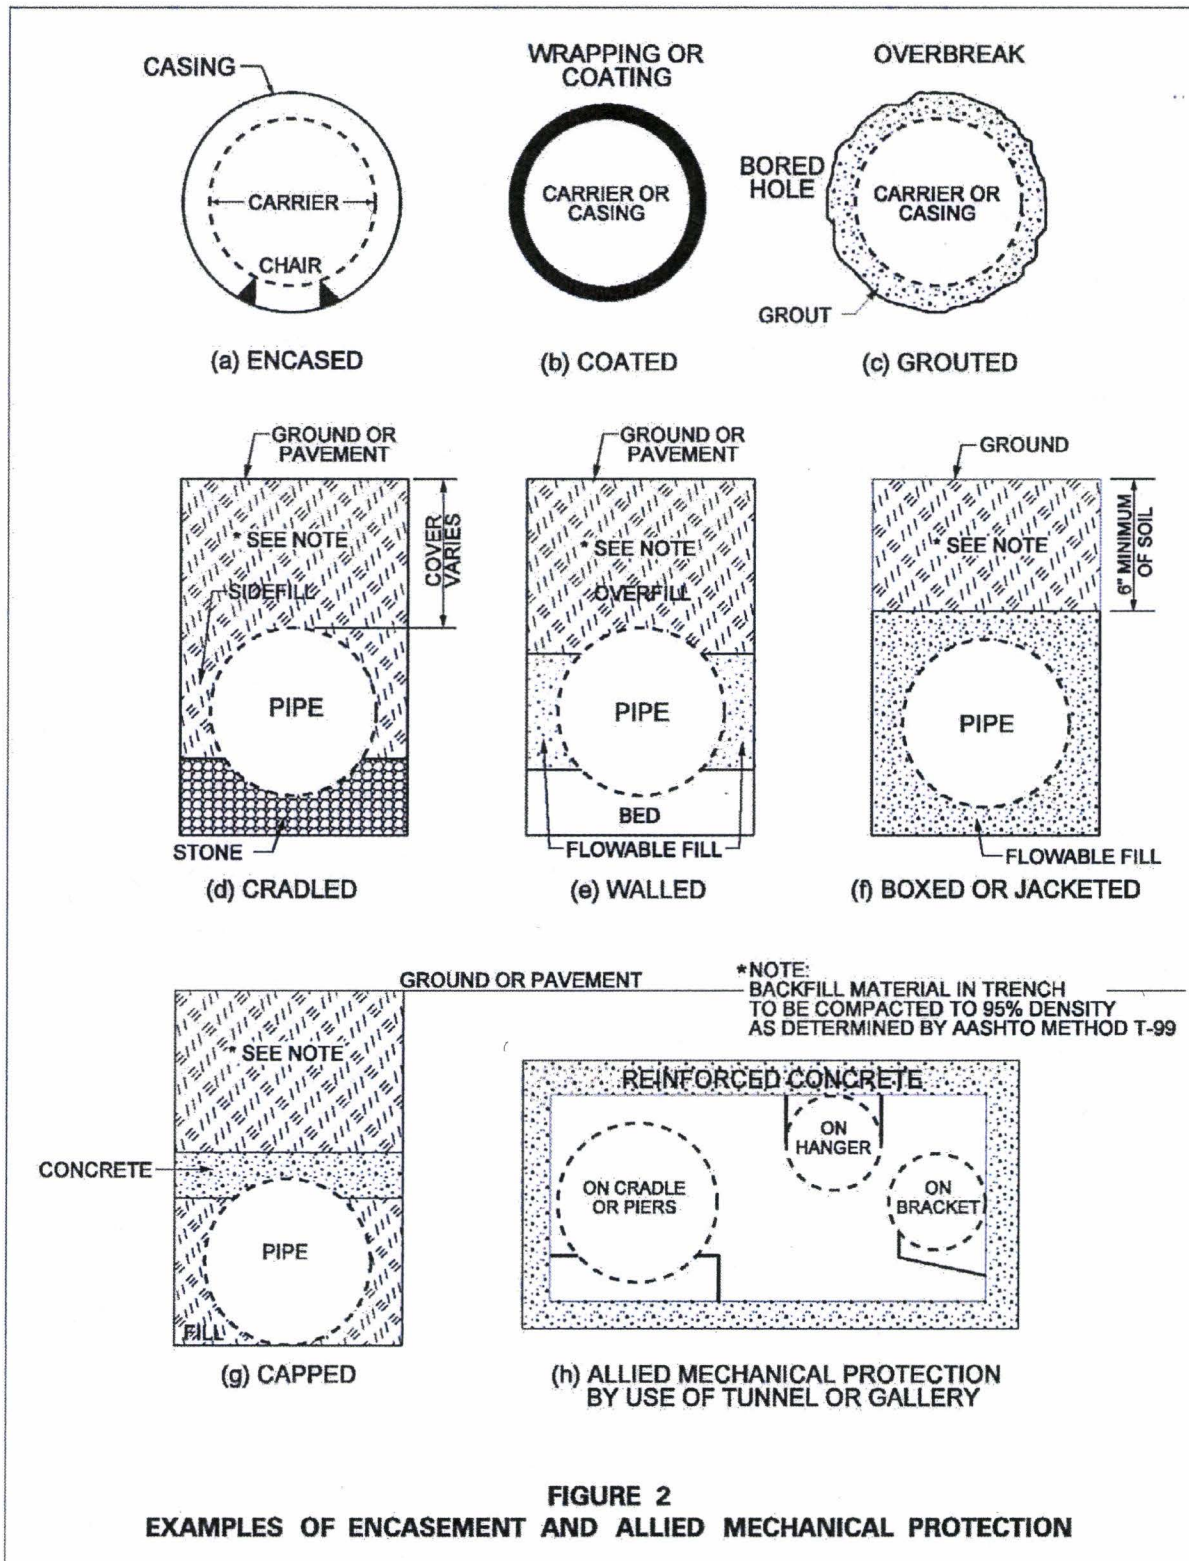 CASING
CARRIER
CHAIR
(a) ENCASED
WRAPPING OR
COATING
CARRIER OR
CASING
(b) COATED
OVERBREAK
BORED
HOLE
CARRIER OR
CASING
GROUT
(c) GROUTED
GROUND OR
PAVEMENT
* SEE NOTE
COVER
VARIES
SIDEFILL
PIPE
STONE
(d) CRADLED
GROUND OR
PAVEMENT
* SEE NOTE
OVERFILL
PIPE
BED
FLOWABLE FILL
(e) WALLED
GROUND
* SEE NOTE
6" MINIMUM
OF SOIL
PIPE
FLOWABLE FILL
(f) BOXED OR JACKETED
GROUND OR PAVEMENT
* SEE NOTE
CONCRETE
PIPE
FILL
(g) CAPPED
*NOTE:
BACKFILL MATERIAL IN TRENCH
TO BE COMPACTED TO 95% DENSITY
AS DETERMINED BY AASHTO METHOD T-99
REINFORCED CONCRETE
ON CRADLE
OR PIERS
ON
HANGER
ON
BRACKET
(h) ALLIED MECHANICAL PROTECTION
BY USE OF TUNNEL OR GALLERY
FIGURE 2
EXAMPLES OF ENCASEMENT AND ALLIED MECHANICAL PROTECTION